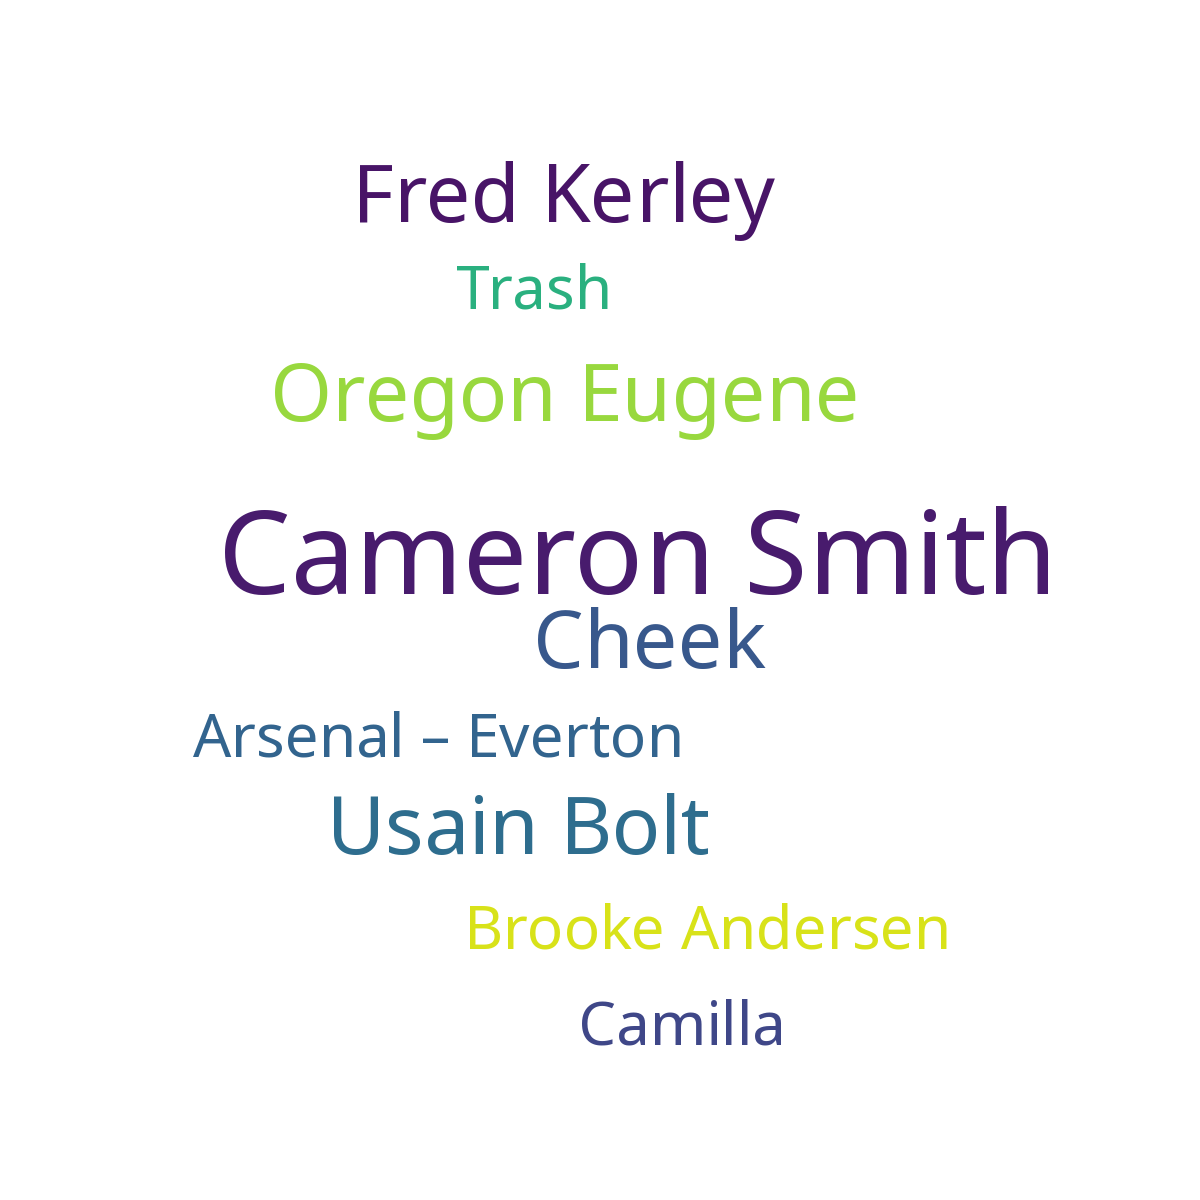 Fred Kerley
Trash
Oregon Eugene
Cameron Smith
Cheek
Arsenal – Everton
Usain Bolt
Brooke Andersen
Camilla